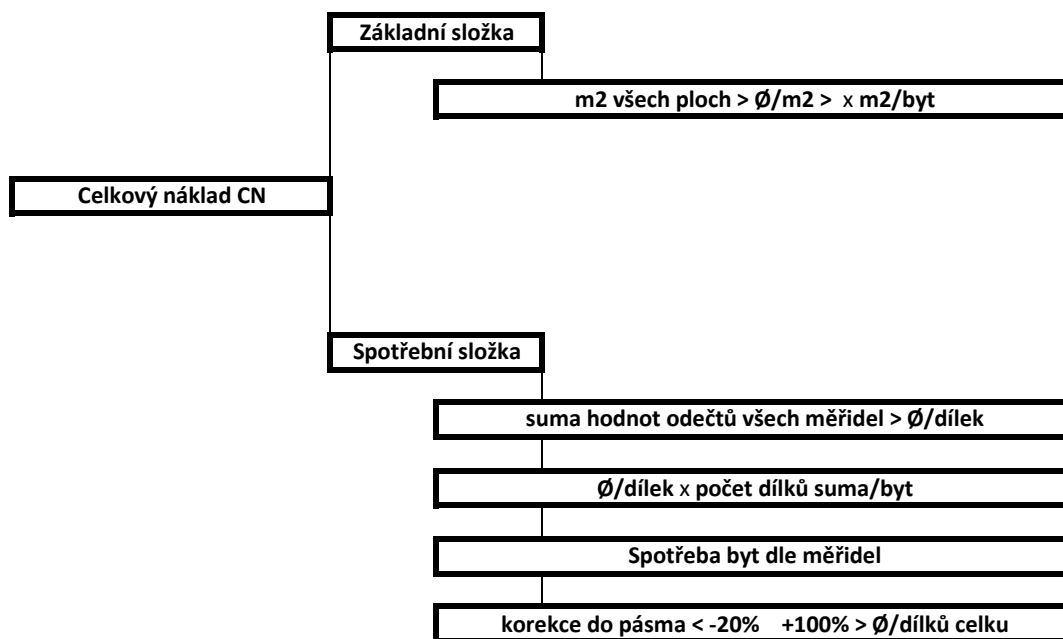 Základní složka
m2 všech ploch > Ø/m2 > x m2/byt
Celkový náklad CN
Spotřební složka
suma hodnot odečtů všech měřidel > Ø/dílek
Ø/dílek x počet dílků suma/byt
Spotřeba byt dle měřidel
korekce do pásma < -20% +100% > Ø/dílků celku